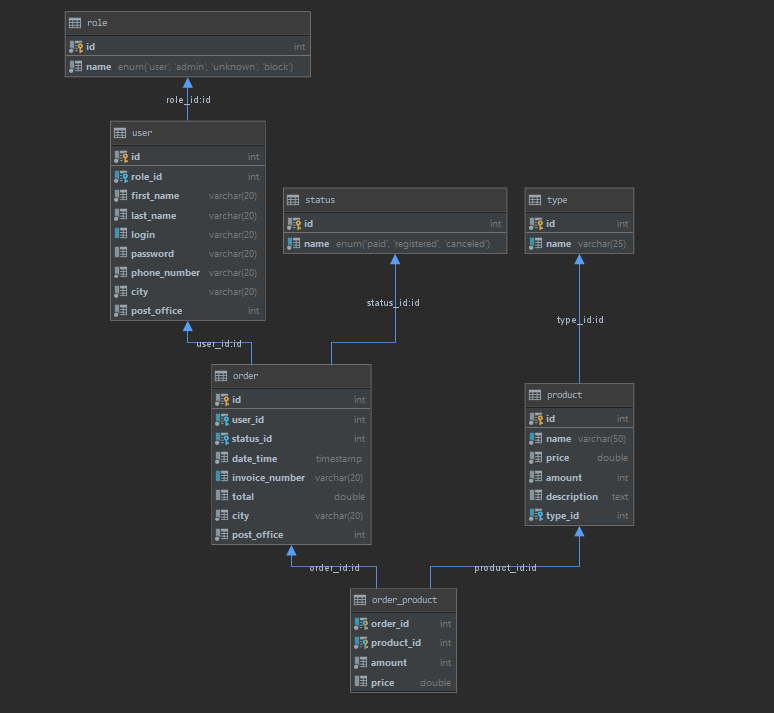 role
id int
name enum('user', 'admin', 'unknown', 'block')
role_id:id
user
id int
role_id int
first_name varchar(20)
last_name varchar(20)
login varchar(20)
password varchar(20)
phone_number varchar(20)
city varchar(20)
post_office int
status
id int
name enum('paid', 'registered', 'canceled')
type
id int
name varchar(25)
user_id:id
status_id:id
type_id:id
order
id int
user_id int
status_id int
date_time timestamp
invoice_number varchar(20)
total double
city varchar(20)
post_office int
product
id int
name varchar(50)
price double
amount int
description text
type_id int
order_id:id
product_id:id
order_product
order_id int
product_id int
amount int
price double